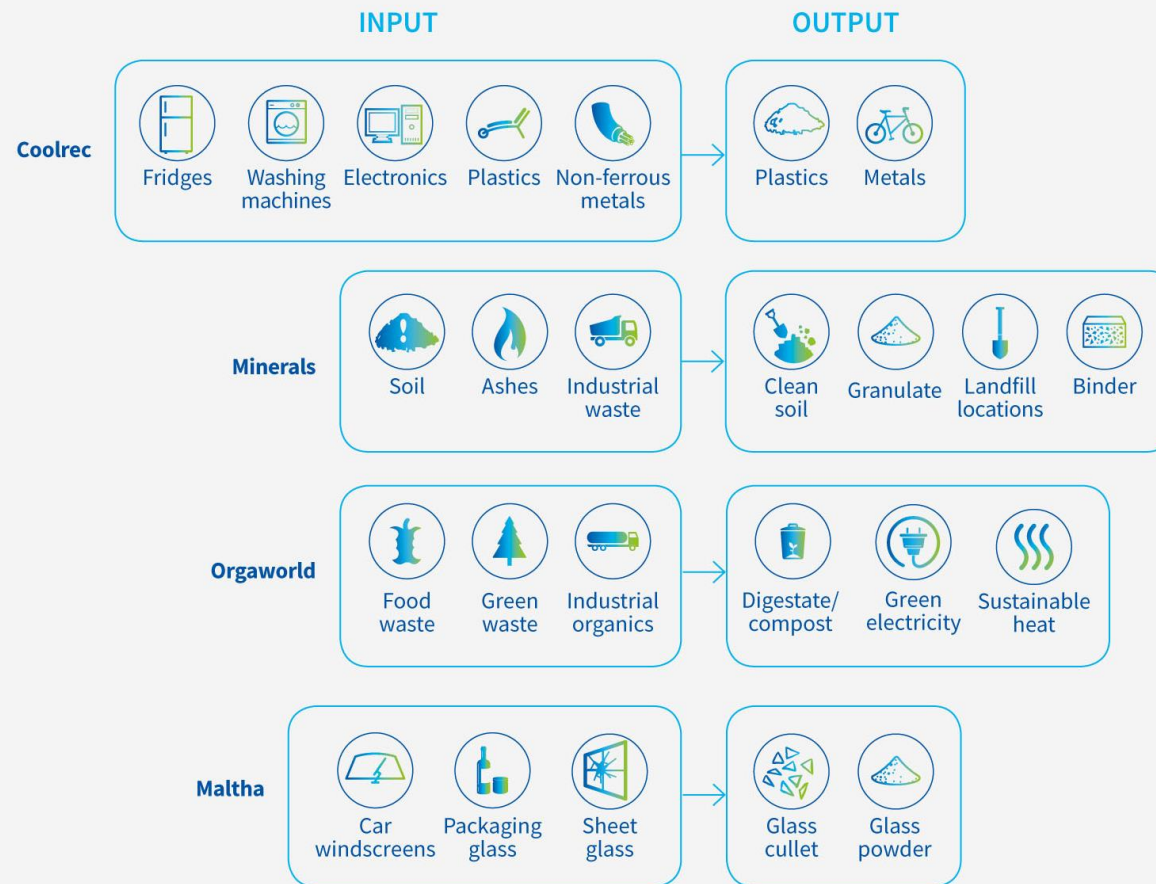 INPUT
OUTPUT
Coolrec
Fridges
Washing
machines
Electronics
Plastics
Non-ferrous
metals
Plastics
Metals
Minerals
Soil
Ashes
Industrial
waste
Clean
soil
Granulate
Landfill
locations
Binder
Orgaworld
Food
waste
Green
waste
Industrial
organics
Digestate/
compost
Green
electricity
Sustainable
heat
Maltha
Car
windscreens
Packaging
glass
Sheet
glass
Glass
cullet
Glass
powder